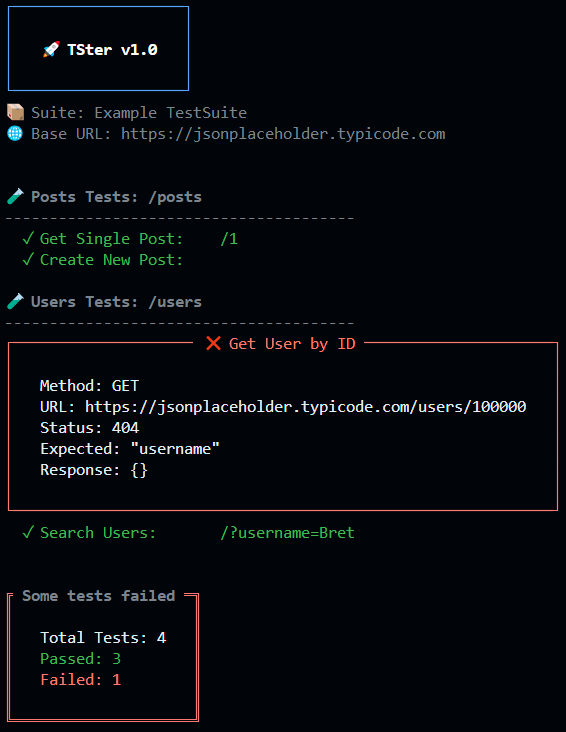 🚀 TSter v1.0
📦 Suite: Example TestSuite
🌐 Base URL: https://jsonplaceholder.typicode.com
🧪 Posts Tests: /posts
---------------------------------------
✓ Get Single Post: /1
✓ Create New Post:
🧪 Users Tests: /users
---------------------------------------
❌ Get User by ID
Method: GET
URL: https://jsonplaceholder.typicode.com/users/100000
Status: 404
Expected: "username"
Response: {}
✓ Search Users: /?username=Bret
Some tests failed
Total Tests: 4
Passed: 3
Failed: 1